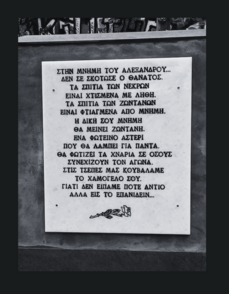 ΣΤΗΝ ΜΝΗΜΗ ΤΟΥ ΑΛΕΞΑΝΔΡΟΥ...
ΔΕΝ ΣΕ ΣΚΟΤΩΣΕ Ο ΘΑΝΑΤΟΣ.
ΤΑ ΣΠΙΤΙΑ ΤΩΝ ΝΕΚΡΩΝ
ΕΙΝΑΙ ΧΤΙΣΜΕΝΑ ΜΕ ΛΗΘΗ.
ΤΑ ΣΠΙΤΙΑ ΤΩΝ ΖΩΝΤΑΝΩΝ
ΕΙΝΑΙ ΦΤΙΑΓΜΕΝΑ ΑΠΟ ΜΝΗΜΗ.
Η ΔΙΚΗ ΣΟΥ ΜΝΗΜΗ
ΘΑ ΜΕΙΝΕΙ ΖΩΝΤΑΝΗ.
ΕΝΑ ΦΩΤΕΙΝΟ ΑΣΤΕΡΙ
ΠΟΥ ΘΑ ΛΑΜΠΕΙ ΓΙΑ ΠΑΝΤΑ.
ΘΑ ΦΩΤΙΖΕΙ ΤΑ ΧΝΑΡΙΑ ΣΕ ΟΣΟΥΣ
ΣΥΝΕΧΙΖΟΥΝ ΤΟΝ ΑΓΩΝΑ.
ΣΤΙΣ ΤΣΕΠΕΣ ΜΑΣ ΚΟΥΒΑΛΑΜΕ
ΤΟ ΧΑΜΟΓΕΛΟ ΣΟΥ.
ΓΙΑΤΙ ΔΕΝ ΕΙΠΑΜΕ ΠΟΤΕ ΑΝΤΙΟ
ΑΛΛΑ ΕΙΣ ΤΟ ΕΠΑΝΙΔΕΙΝ...